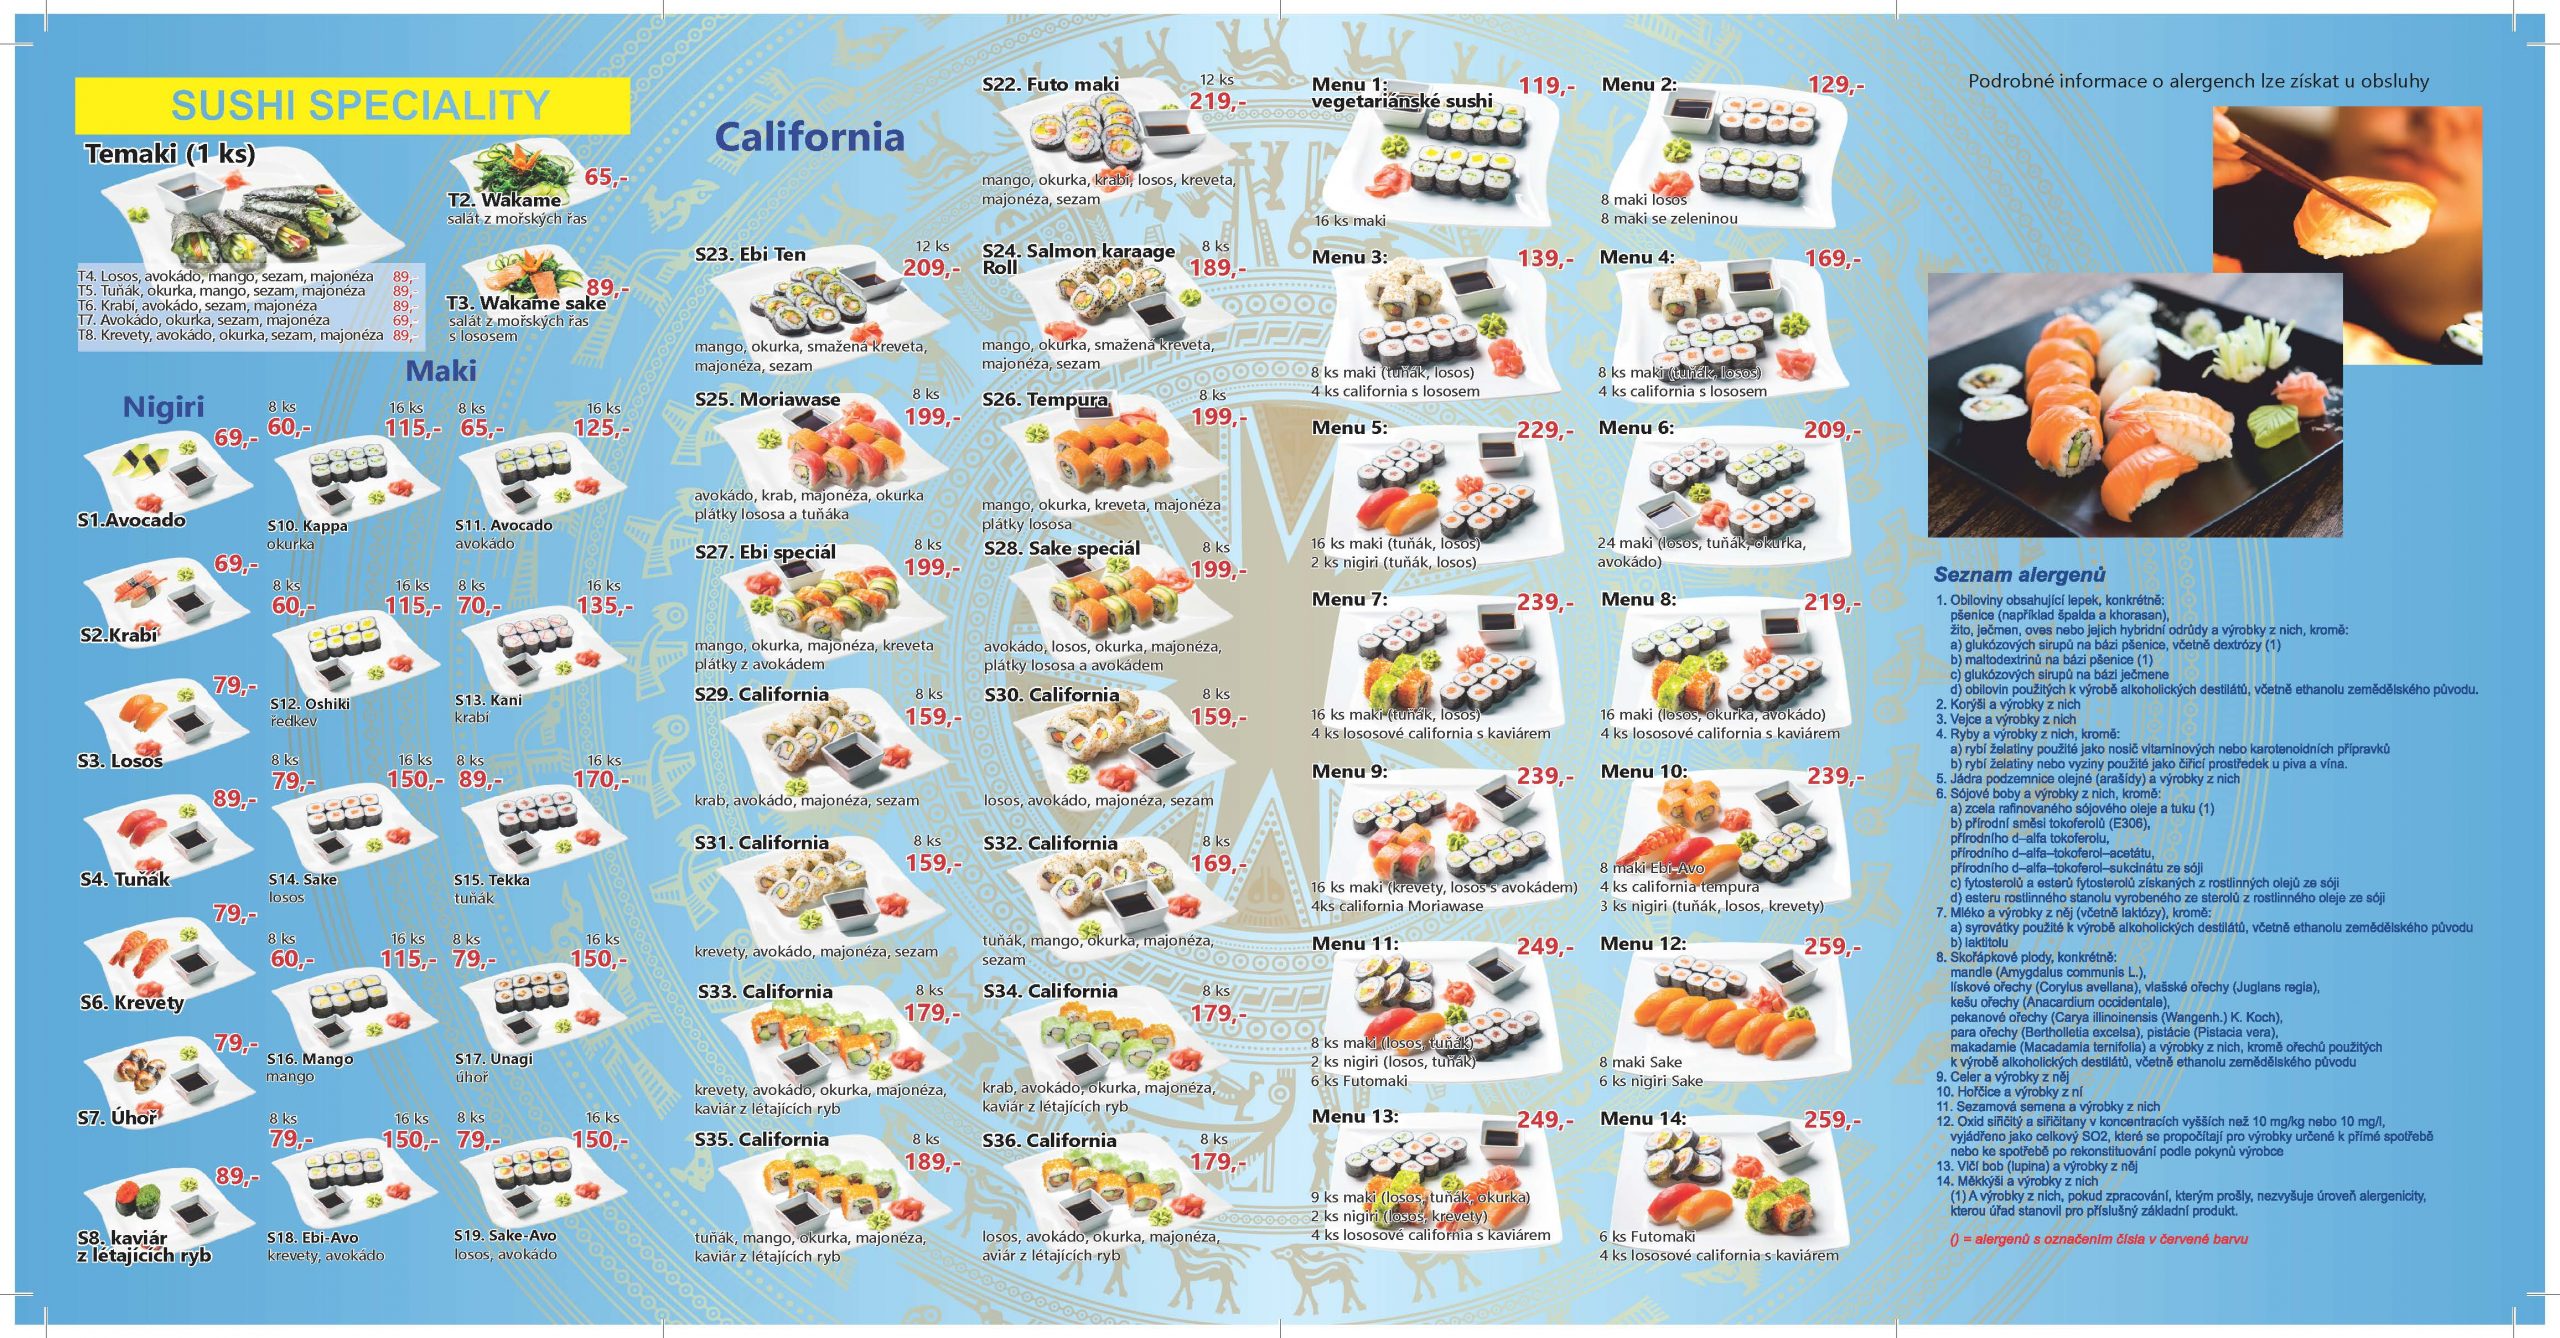 SUSHI SPECIALITY
Temaki (1 ks)
T4. Losos, avokádo, mango, sezam, majonéza 89,-
T5. Tuňák, okurka, mango, sezam, majonéza 89,-
T6. Krabí, avokádo, sezam, majonéza 89,-
T7. Avokádo, okurka, sezam, majonéza 69,-
T8. Krevety, avokádo, okurka, sezam, majonéza 89,-
65,-
T2. Wakame
salát z mořských řas
89,-
T3. Wakame sake
salát z mořských řas
s lososem
Nigiri
69,-
S1.Avocado
69,-
S2.Krabí
79,-
S3. Losos
89,-
S4. Tuňák
79,-
S6. Krevety
79,-
S7. Úhoř
89,-
S8. kaviár
z létajících ryb
Maki
8 ks 16 ks
60,- 115,-
S10. Kappa
okurka
8 ks 16 ks
65,- 125,-
S11. Avocado
avokádo
8 ks 16 ks
60,- 115,-
S12. Oshiki
ředkev
8 ks 16 ks
70,- 135,-
S13. Kani
krabí
8 ks 16 ks
79,- 150,-
S14. Sake
losos
8 ks 16 ks
89,- 170,-
S15. Tekka
tuňák
8 ks 16 ks
60,- 115,-
S16. Mango
mango
8 ks 16 ks
79,- 150,-
S17. Unagi
úhoř
8 ks 16 ks
79,- 150,-
S18. Ebi-Avo
krevety, avokádo
8 ks 16 ks
79,- 150,-
S19. Sake-Avo
losos, avokádo
California
S22. Futo maki 12 ks
219,-
mango, okurka, krabí, losos, kreveta,
majonéza, sezam
S23. Ebi Ten 12 ks
209,-
mango, okurka, smažená kreveta,
majonéza, sezam
S24. Salmon karaage 8 ks
Roll 189,-
mango, okurka, smažená kreveta,
majonéza, sezam
S25. Moriawase 8 ks
199,-
avokádo, krab, majonéza, okurka
plátky lososa a tuňáka
S26. Tempura 8 ks
199,-
mango, okurka, kreveta, majonéza
plátky lososa
S27. Ebi speciál 8 ks
199,-
mango, okurka, majonéza, kreveta
plátky z avokádem
S28. Sake speciál 8 ks
199,-
avokádo, losos, okurka, majonéza,
plátky lososa a avokádem
S29. California 8 ks
159,-
krab, avokádo, majonéza, sezam
S30. California 8 ks
159,-
losos, avokádo, majonéza, sezam
S31. California 8 ks
159,-
krevety, avokádo, majonéza, sezam
S32. California 8 ks
169,-
tuňák, mango, okurka, majonéza,
sezam
S33. California 8 ks
179,-
krevety, avokádo, okurka, majonéza,
kaviár z létajících ryb
S34. California 8 ks
179,-
krab, avokádo, okurka, majonéza,
kaviár z létajících ryb
S35. California 8 ks
189,-
tuňák, mango, okurka, majonéza,
kaviár z létajících ryb
S36. California 8 ks
179,-
losos, avokádo, okurka, majonéza,
aviár z létajících ryb
Menu 1: 119,-
vegetariánské sushi
16 ks maki
Menu 2: 129,-
8 maki losos
8 maki se zeleninou
Menu 3: 139,-
8 ks maki (tuňák, losos)
4 ks california s lososem
Menu 4: 169,-
8 ks maki (tuňák, losos)
4 ks california s lososem
Menu 5: 229,-
16 ks maki (tuňák, losos)
2 ks nigiri (tuňák, losos)
Menu 6: 209,-
24 maki (losos, tuňák, okurka,
avokádo)
Menu 7: 239,-
16 ks maki (tuňák, losos)
4 ks lososové california s kaviárem
Menu 8: 219,-
16 maki (losos, okurka, avokádo)
4 ks lososové california s kaviárem
Menu 9: 239,-
16 ks maki (krevety, losos s avokádem)
4ks california Moriawase
Menu 10: 239,-
8 maki Ebi-Avo
4 ks california tempura
3 ks nigiri (tuňák, losos, krevety)
Menu 11: 249,-
8 ks maki (losos, tuňák)
2 ks nigiri (losos, tuňák)
6 ks Futomaki
Menu 12: 259,-
8 maki Sake
6 ks nigiri Sake
Menu 13: 249,-
9 ks maki (losos, tuňák, okurka)
2 ks nigiri (losos, krevety)
4 ks lososové california s kaviárem
Menu 14: 259,-
6 ks Futomaki
4 ks lososové california s kaviárem
Podrobné informace o alergench lze získat u obsluhy
Seznam alergenů
1. Obiloviny obsahující lepek, konkrétně:
pšenice (například špalda a khorasan),
žito, ječmen, oves nebo jejich hybridní odrůdy a výrobky z nich, kromě:
a) glukózových sirupů na bázi pšenice, včetně dextrózy (1)
b) maltodextrinů na bázi pšenice (1)
c) glukózových sirupů na bázi ječmene
d) obilovin použitých k výrobě alkoholických destilátů, včetně ethanolu zemědělského původu.
2. Korýši a výrobky z nich
3. Vejce a výrobky z nich
4. Ryby a výrobky z nich, kromě:
a) rybí želatiny použité jako nosič vitaminových nebo karotenoidních přípravků
b) rybí želatiny nebo vyziny použité jako čiřicí prostředek u piva a vína.
5. Jádra podzemnice olejné (arašídy) a výrobky z nich
6. Sójové boby a výrobky z nich, kromě:
a) zcela rafinovaného sójového oleje a tuku (1)
b) přírodní směsi tokoferolů (E306),
přírodního d–alfa tokoferolu,
přírodního d–alfa–tokoferol–acetátu,
přírodního d–alfa–tokoferol–sukcinátu ze sóji
c) fytosterolů a esterů fytosterolů získaných z rostlinných olejů ze sóji
d) esteru rostlinného stanolu vyrobeného ze sterolů z rostlinného oleje ze sóji
7. Mléko a výrobky z něj (včetně laktózy), kromě:
a) syrovátky použité k výrobě alkoholických destilátů, včetně ethanolu zemědělského původu
b) laktitolu
8. Skořápkové plody, konkrétně:
mandle (Amygdalus communis L.),
lískové ořechy (Corylus avellana), vlašské ořechy (Juglans regia),
kešu ořechy (Anacardium occidentale),
pekanové ořechy (Carya illinoinensis (Wangenh.) K. Koch),
para ořechy (Bertholletia excelsa), pistácie (Pistacia vera),
makadamie (Macadamia ternifolia) a výrobky z nich, kromě ořechů použitých
k výrobě alkoholických destilátů, včetně ethanolu zemědělského původu
9. Celer a výrobky z něj
10. Hořčice a výrobky z ní
11. Sezamová semena a výrobky z nich
12. Oxid siřičitý a siřičitany v koncentracích vyšších než 10 mg/kg nebo 10 mg/l,
vyjádřeno jako celkový SO2, které se propočítají pro výrobky určené k přímé spotřebě
nebo ke spotřebě po rekonstituování podle pokynů výrobce
13. Vlčí bob (lupina) a výrobky z něj
14. Měkkýši a výrobky z nich
(1) A výrobky z nich, pokud zpracování, kterým prošly, nezvyšuje úroveň alergenicity,
kterou úřad stanovil pro příslušný základní produkt.
() = alergenů s označením čísla v červené barvu